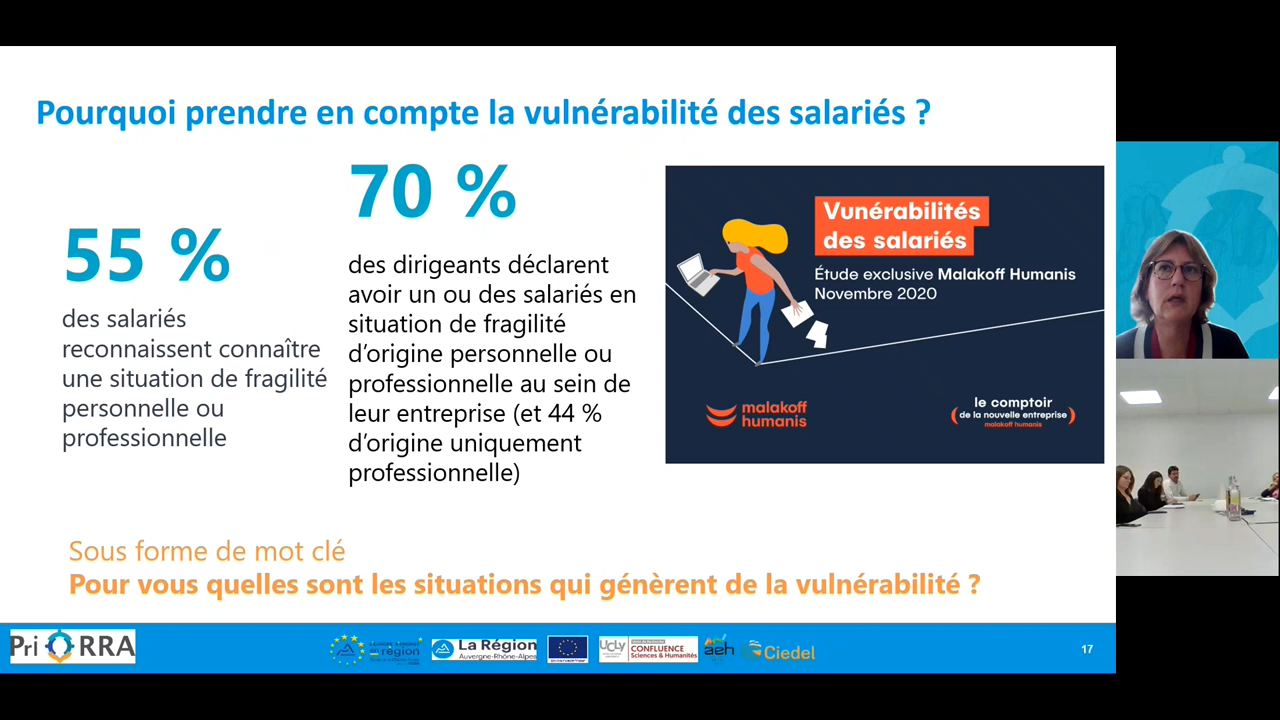 Pourquoi prendre en compte la vulnérabilité des salariés ?
55 %
des salariés
reconnaissent connaître
une situation de fragilité
personnelle ou
professionnelle
70 %
des dirigeants déclarent
avoir un ou des salariés en
situation de fragilité
d’origine personnelle ou
professionnelle au sein de
leur entreprise (et 44 %
d’origine uniquement
professionnelle)
Vunérabilités
des salariés
Étude exclusive Malakoff Humanis
Novembre 2020
malakoff
humanis
le comptoir
de la nouvelle entreprise
malakoff humanis
Sous forme de mot clé
Pour vous quelles sont les situations qui génèrent de la vulnérabilité ?
Pri RRA
La Région
Auvergne-Rhône-Alpes
UCLy
CONFLUENCE
Sciences & Humanités
aeh
Ciedel
17